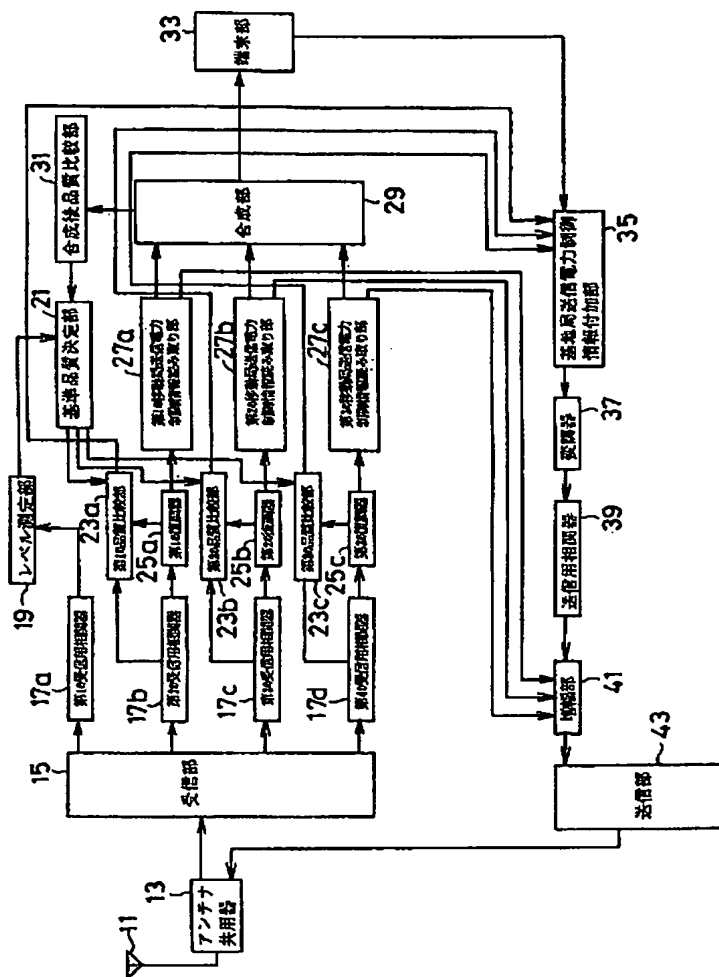 11
13
アンテナ
共用器
15
受信部
17a
第1の受信用相関器
17b
第2の受信用相関器
17c
第3の受信用相関器
17d
第4の受信用相関器
19
レベル測定部
21
基準品質決定部
31
合成後品質比較部
23a
第1の品質比較部
25a
第1の復調器
23b
第2の品質比較部
25b
第2の復調器
23c
第3の品質比較部
25c
第3の復調器
27a
第1の移動局送信電力
制御情報読み取り部
27b
第2の移動局送信電力
制御情報読み取り部
27c
第3の移動局送信電力
制御情報読み取り部
29
合成部
33
端末部
35
基地局送信電力制御
情報付加部
37
変調器
39
送信用相関器
41
増幅部
43
送信部